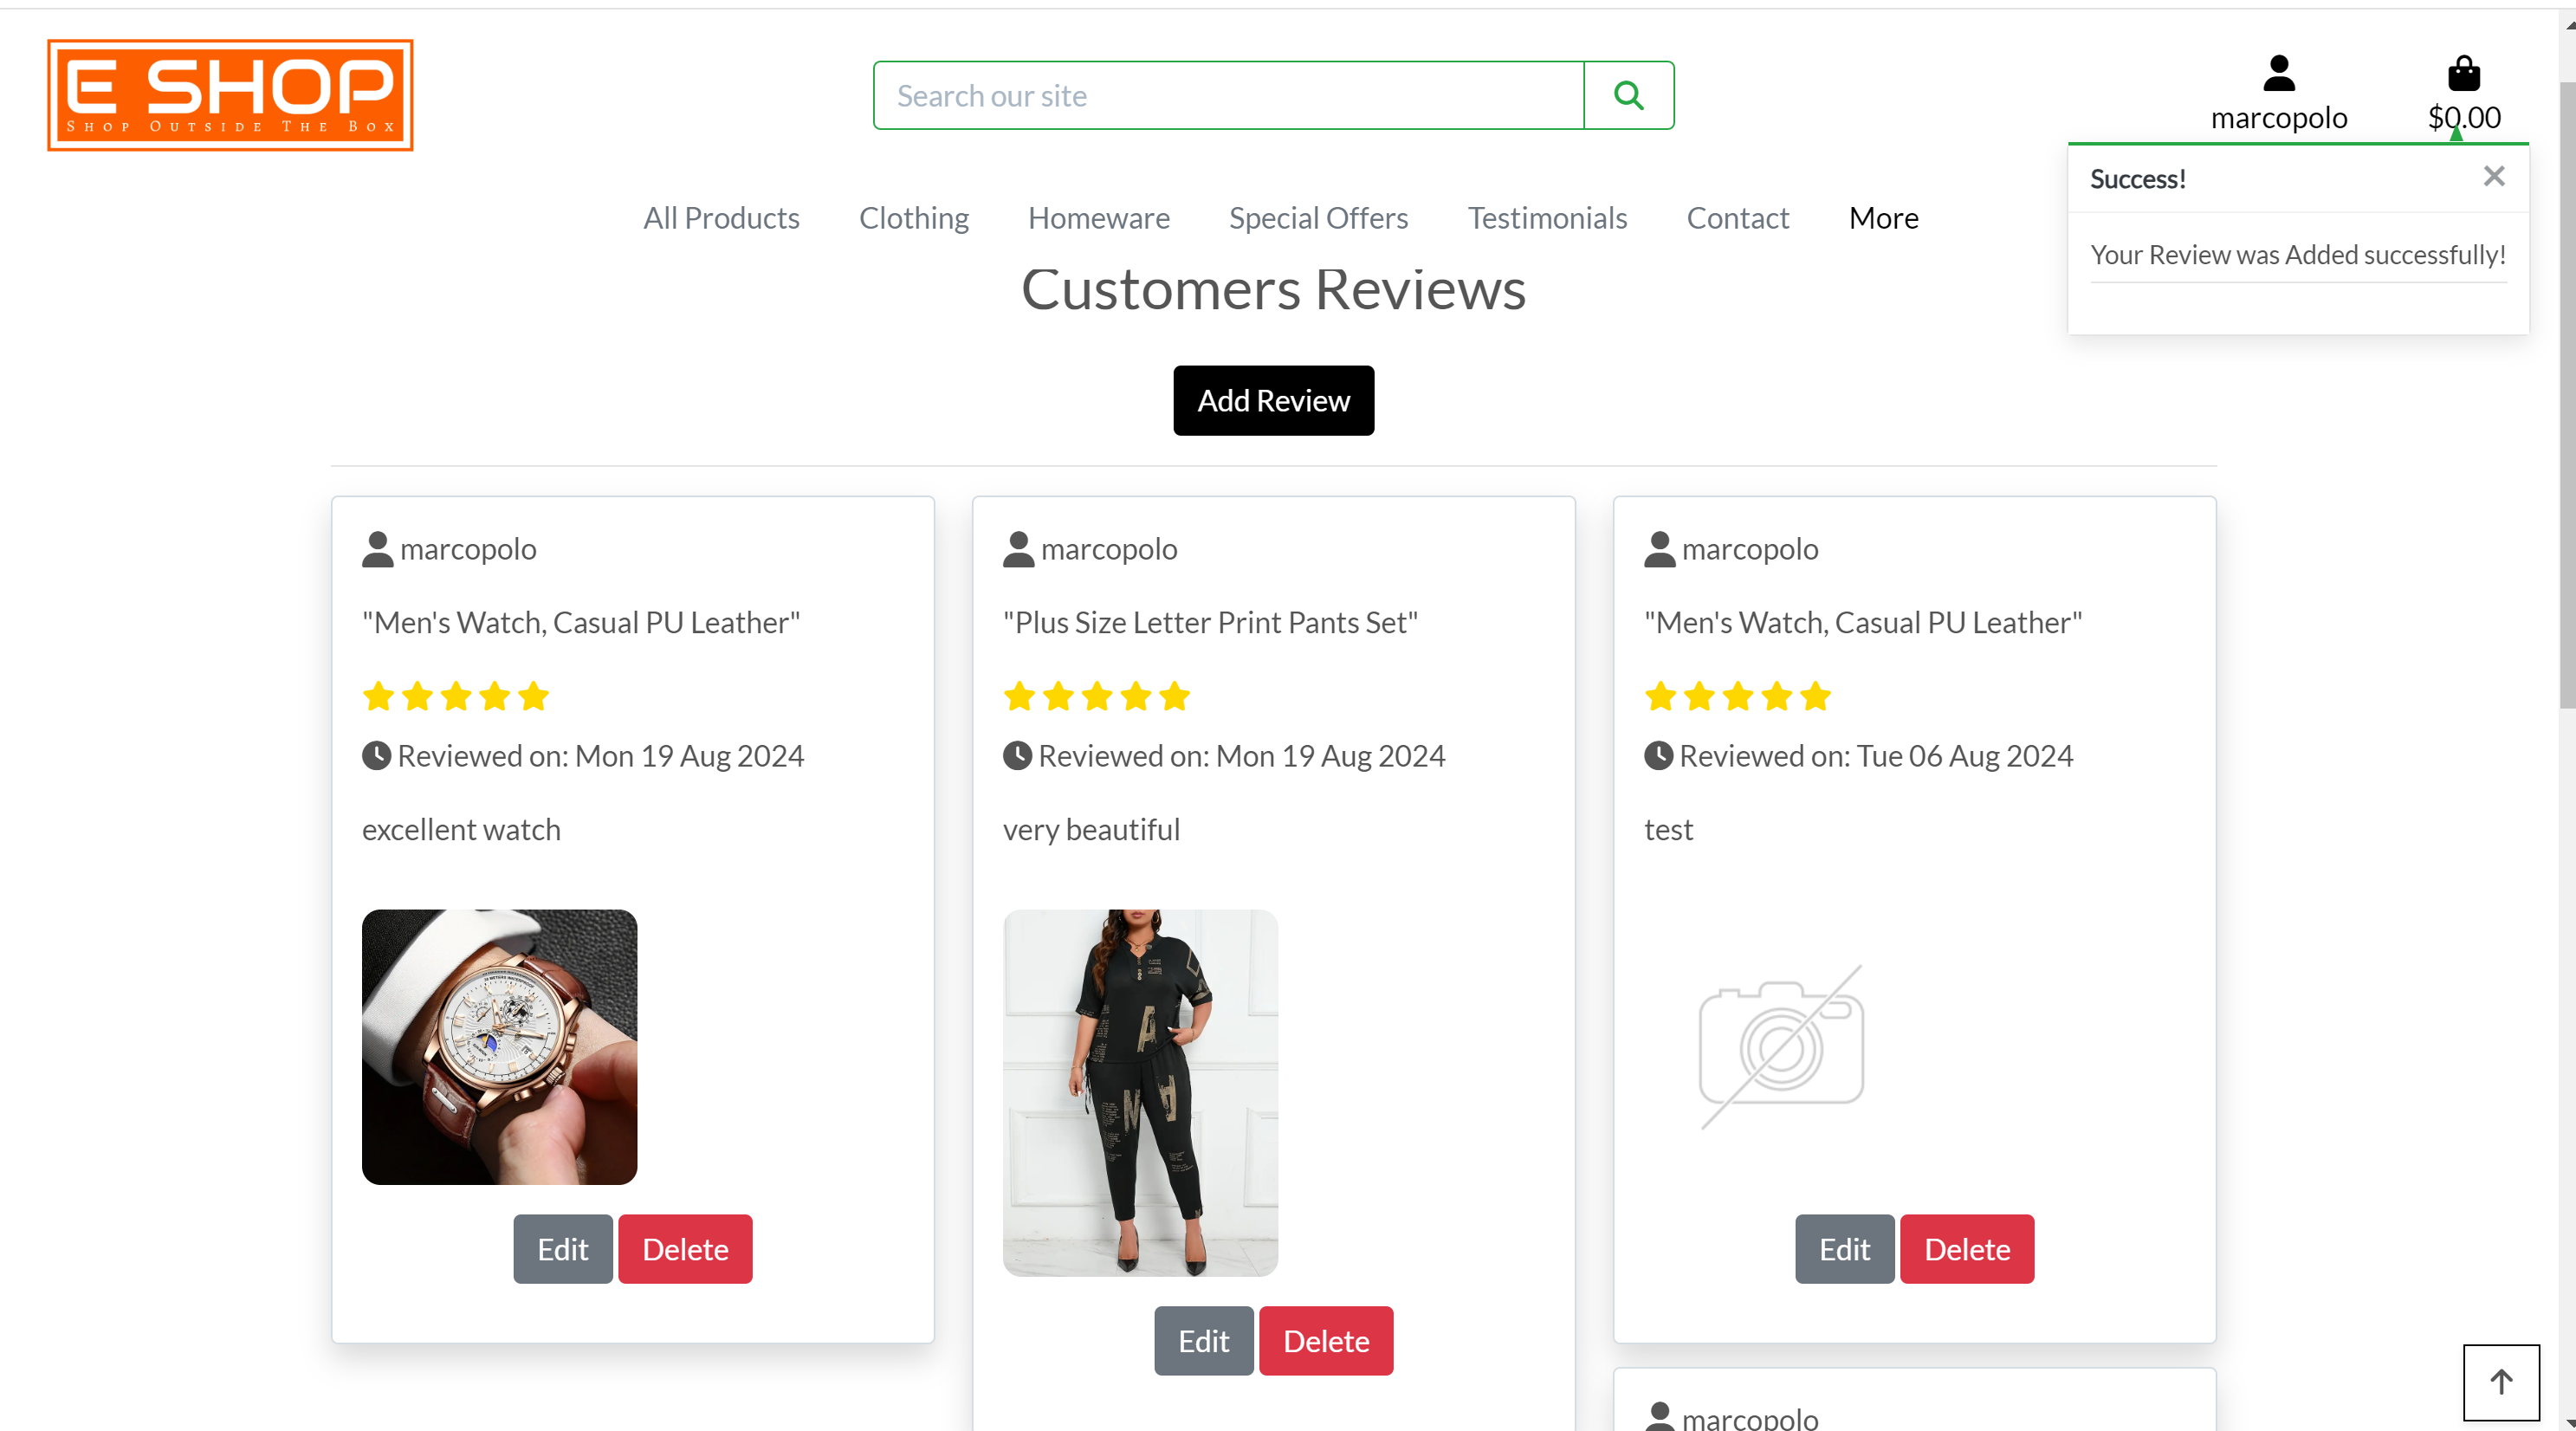 E SHOP
Shop Outside The Box
Search our site
marcopolo
$0.00
Success!
Your Review was Added successfully!
All Products
Clothing
Homeware
Special Offers
Testimonials
Contact
More
Customers Reviews
Add Review
marcopolo
"Men's Watch, Casual PU Leather"
Reviewed on: Mon 19 Aug 2024
excellent watch
Edit
Delete
marcopolo
"Plus Size Letter Print Pants Set"
Reviewed on: Mon 19 Aug 2024
very beautiful
Edit
Delete
marcopolo
"Men's Watch, Casual PU Leather"
Reviewed on: Tue 06 Aug 2024
test
Edit
Delete
marcopolo